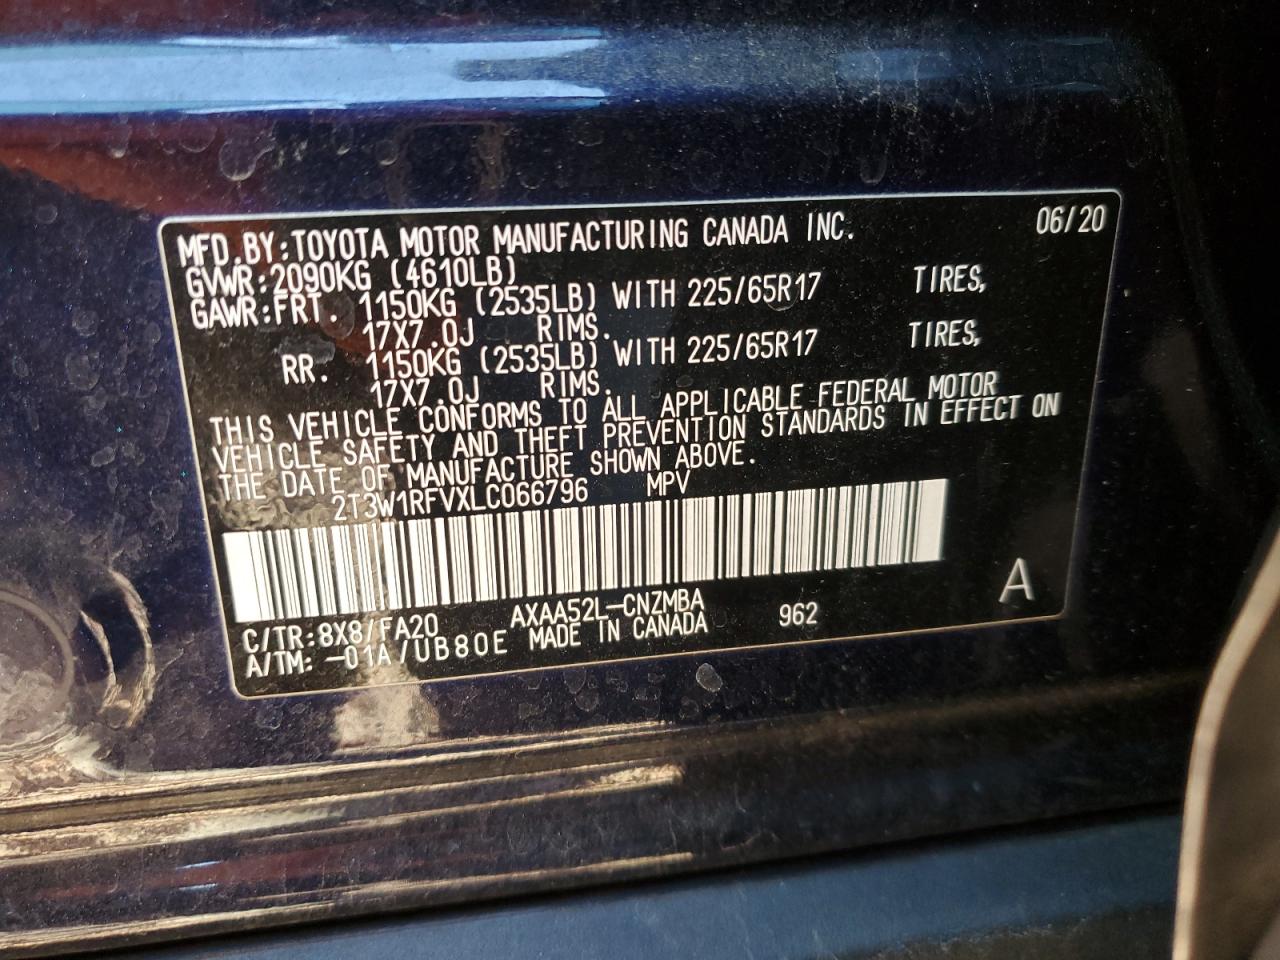 MFD.BY:TOYOTA MOTOR MANUFACTURING CANADA INC. 06/20
GVWR:2090KG (4610LB)
GAWR:FRT. 1150KG (2535LB) WITH 225/65R17 TIRES,
17X7.0J RIMS.
RR. 1150KG (2535LB) WITH 225/65R17 TIRES,
17X7.0J RIMS.
THIS VEHICLE CONFORMS TO ALL APPLICABLE FEDERAL MOTOR
VEHICLE SAFETY AND THEFT PREVENTION STANDARDS IN EFFECT ON
THE DATE OF MANUFACTURE SHOWN ABOVE.
2T3W1RFVXLC066796 MPV
C/TR:8X8/FA20 AXAA52L-CNZMBA 962 A
A/TM:-01A/UB80E MADE IN CANADA